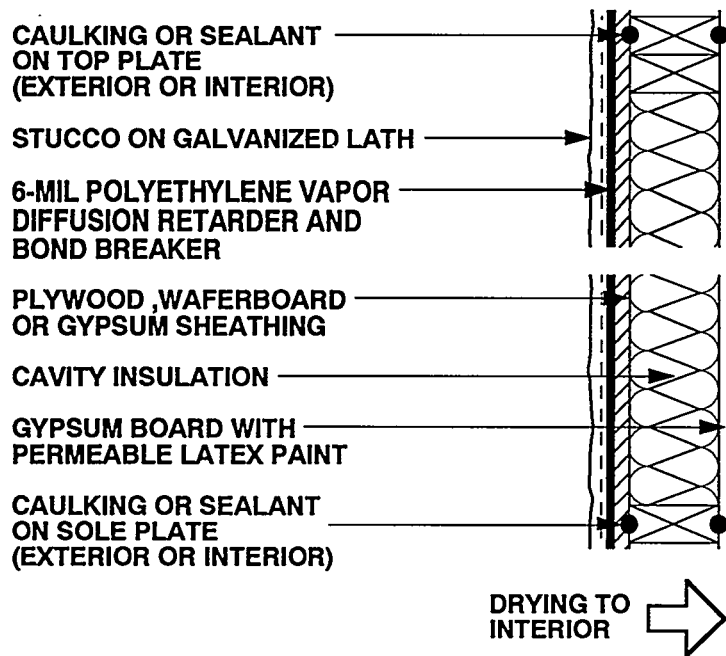 CAULKING OR SEALANT
ON TOP PLATE
(EXTERIOR OR INTERIOR)
STUCCO ON GALVANIZED LATH
6-MIL POLYETHYLENE VAPOR
DIFFUSION RETARDER AND
BOND BREAKER
PLYWOOD ,WAFERBOARD
OR GYPSUM SHEATHING
CAVITY INSULATION
GYPSUM BOARD WITH
PERMEABLE LATEX PAINT
CAULKING OR SEALANT
ON SOLE PLATE
(EXTERIOR OR INTERIOR)
DRYING TO
INTERIOR